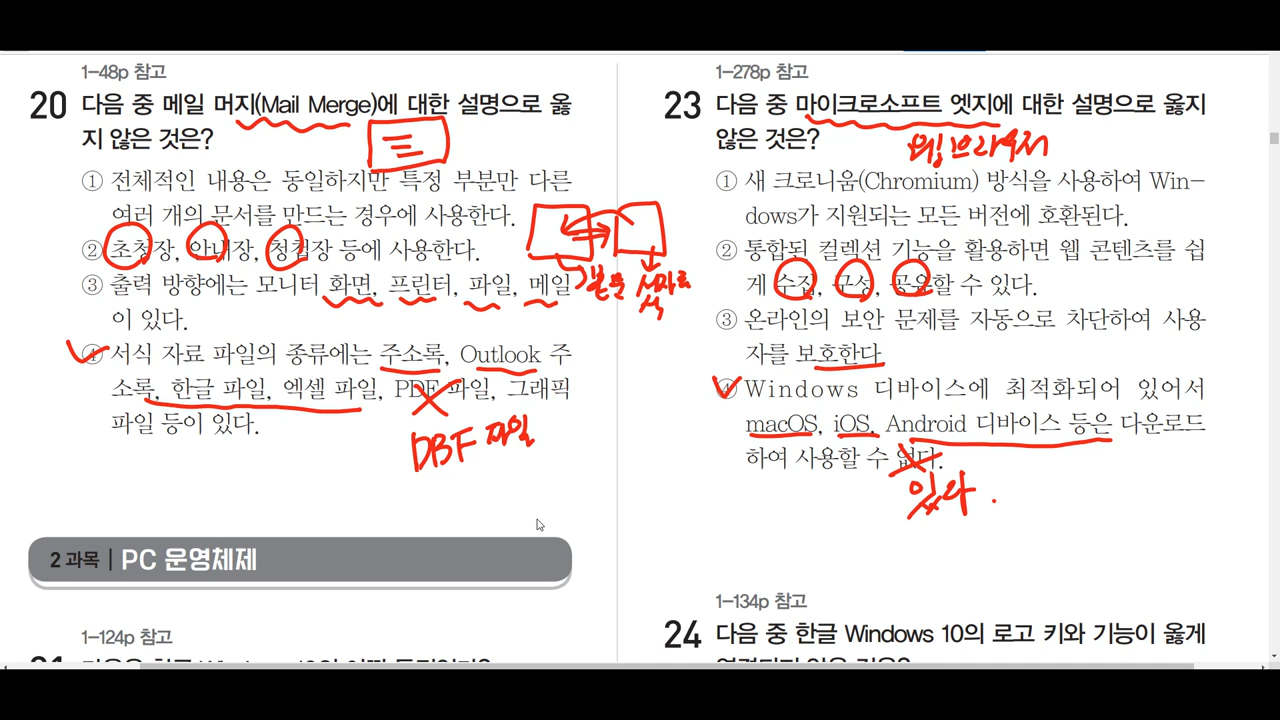 1-48p 참고
20 다음 중 메일 머지(Mail Merge)에 대한 설명으로 옳
지 않은 것은?
① 전체적인 내용은 동일하지만 특정 부분만 다른
여러 개의 문서를 만드는 경우에 사용한다.
② 초청장, 안내장, 청첩장 등에 사용한다.
③ 출력 방향에는 모니터 화면, 프린터, 파일, 메일
이 있다.
본문
④ 서식 자료 파일의 종류에는 주소록, Outlook 주
소록, 한글 파일, 엑셀 파일, PDF 파일, 그래픽
파일 등이 있다.
DBF 파일
2 과목 | PC 운영체제
1-124p 참고
1-278p 참고
23 다음 중 마이크로소프트 엣지에 대한 설명으로 옳지
않은 것은?
웹브라우저
① 새 크로니움(Chromium) 방식을 사용하여 Win-
dows가 지원되는 모든 버전에 호환된다.
② 통합된 컬렉션 기능을 활용하면 웹 콘텐츠를 쉽
게 수집, 구성, 공유할 수 있다.
③ 온라인의 보안 문제를 자동으로 차단하여 사용
자를 보호한다
④ Windows 디바이스에 최적화되어 있어서
macOS, iOS, Android 디바이스 등은 다운로드
하여 사용할 수 없다.
있다.
1-134p 참고
24 다음 중 한글 Windows 10의 로고 키와 기능이 옳게